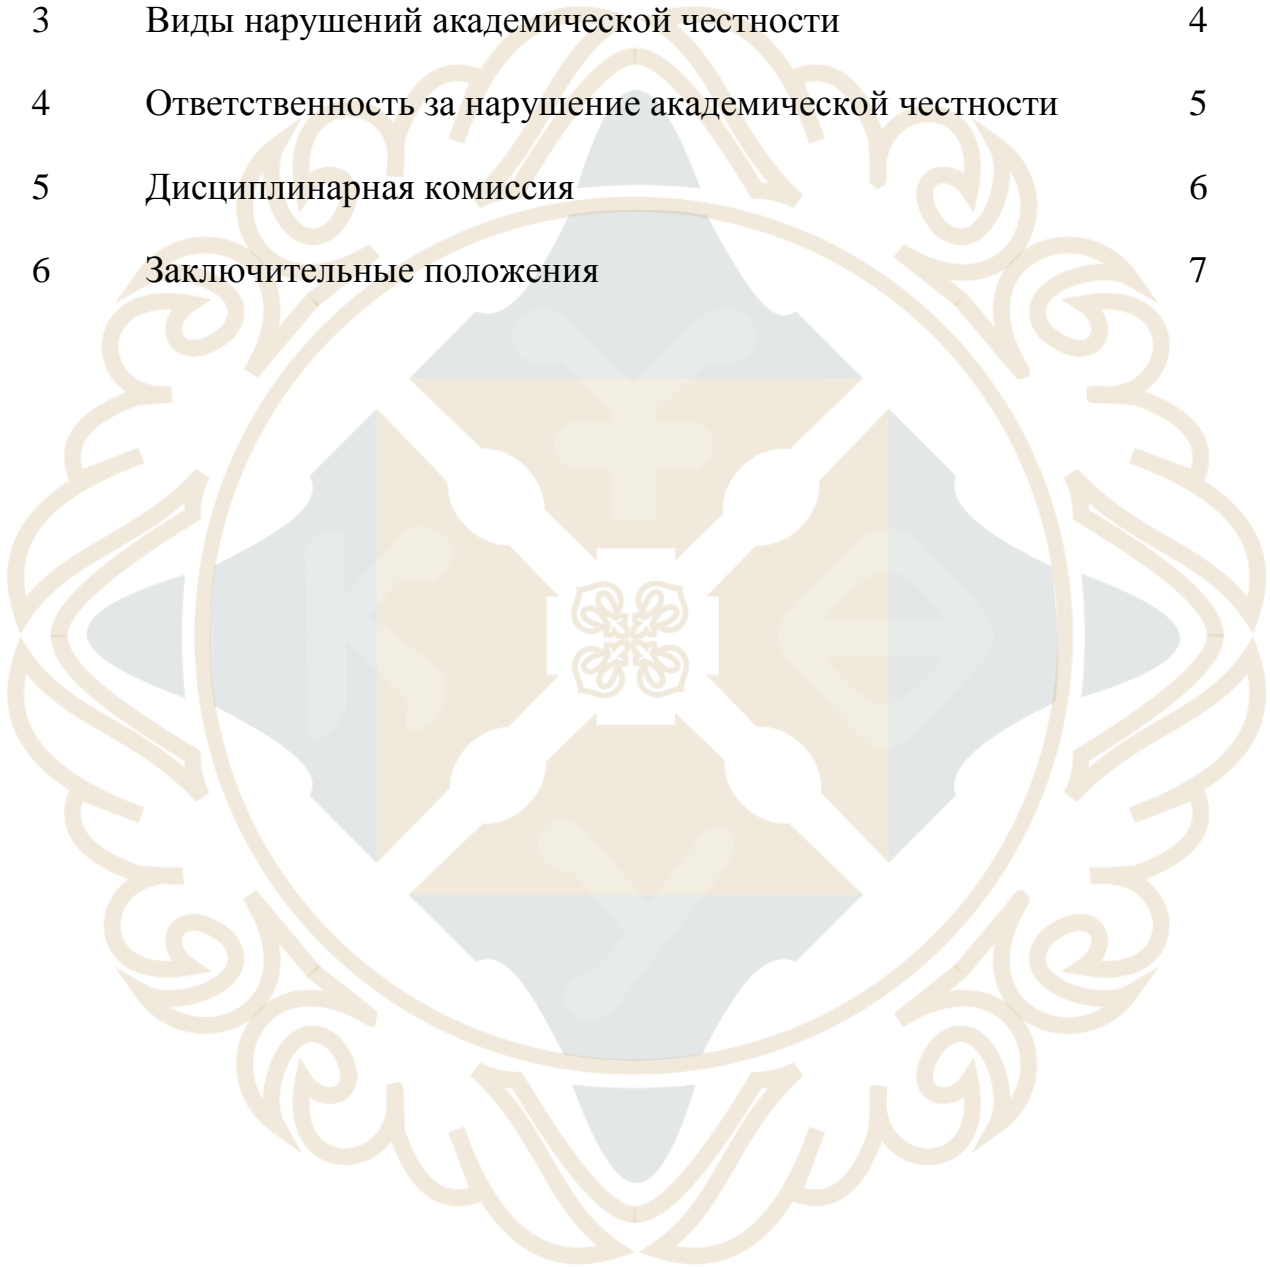 3 Виды нарушений академической честности 4
4 Ответственность за нарушение академической честности 5
5 Дисциплинарная комиссия 6
6 Заключительные положения 7
Ұ
К Ө
У